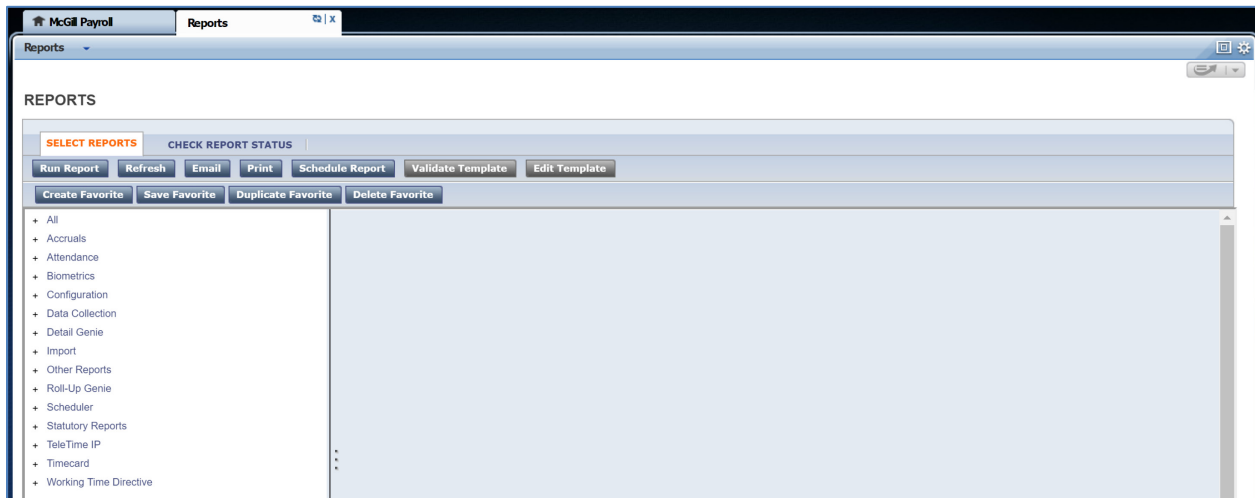 McGill Payroll Reports x
Reports
REPORTS
SELECT REPORTS CHECK REPORT STATUS
Run Report Refresh Email Print Schedule Report Validate Template Edit Template
Create Favorite Save Favorite Duplicate Favorite Delete Favorite
+ All
+ Accruals
+ Attendance
+ Biometrics
+ Configuration
+ Data Collection
+ Detail Genie
+ Import
+ Other Reports
+ Roll-Up Genie
+ Scheduler
+ Statutory Reports
+ TeleTime IP
+ Timecard
+ Working Time Directive